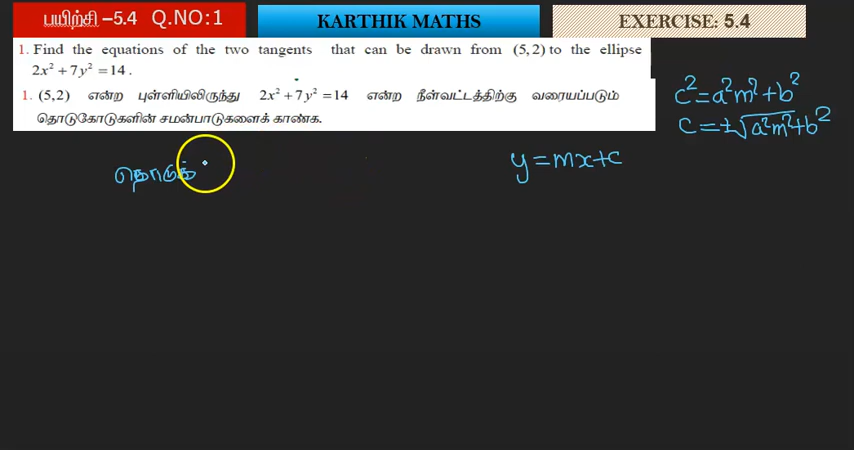 பயிற்சி –5.4 Q.NO:1
KARTHIK MATHS
EXERCISE: 5.4
1. Find the equations of the two tangents that can be drawn from (5, 2) to the ellipse
2x² + 7y² = 14 .
1. (5,2) என்ற புள்ளியிலிருந்து 2x² + 7y² = 14 என்ற நீள்வட்டத்திற்கு வரையப்படும்
தொடுகோடுகளின் சமன்பாடுகளைக் காண்க.
c² = a²m² + b²
c = ±√a²m² + b²
y = mx + c
தொடுக்